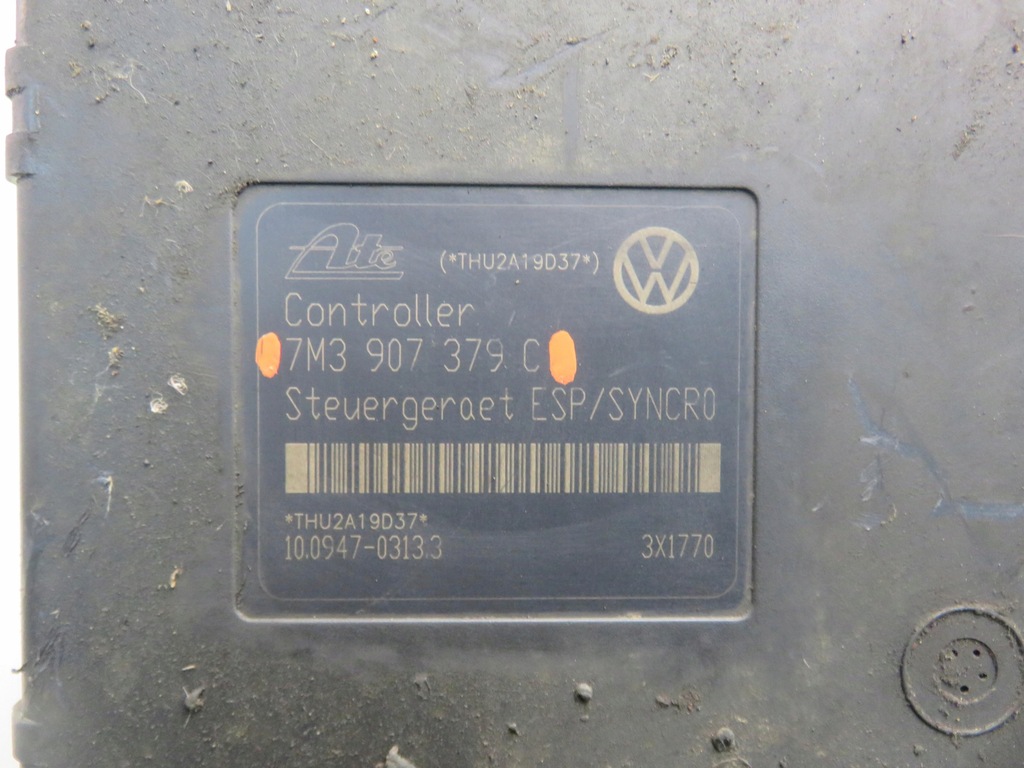 Ate (*THU2A19D37*)
Controller
7M3 907 379 C
Steuergeraet ESP/SYNCRO
*THU2A19D37*
10.0947-0313.3 3X1770